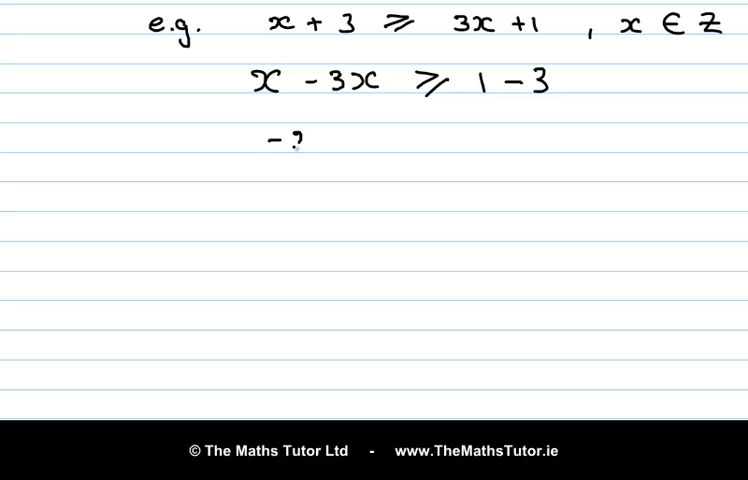 e.g. x + 3 ⩾ 3x + 1 , x ∈ Z
x - 3x ⩾ 1 - 3
-
© The Maths Tutor Ltd - www.TheMathsTutor.ie